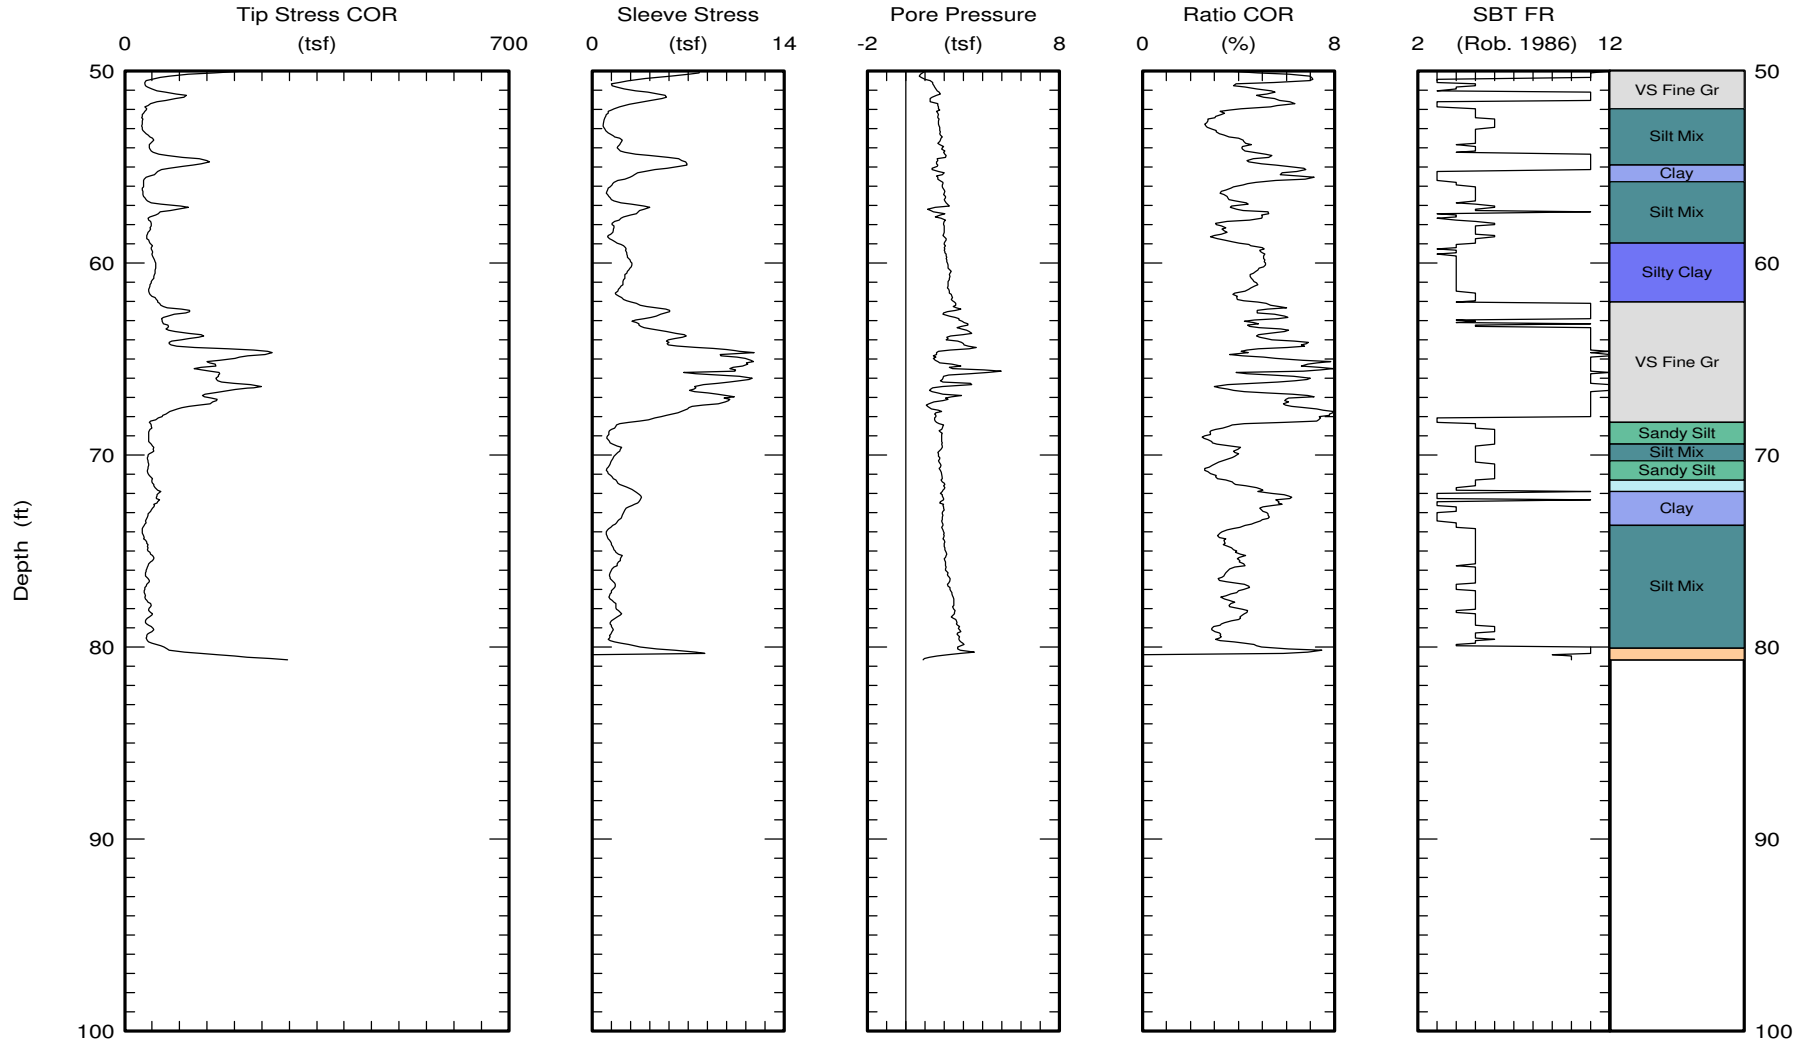 Tip Stress COR Sleeve Stress Pore Pressure Ratio COR SBT FR
0 (tsf) 700 0 (tsf) 14 -2 (tsf) 8 0 (%) 8 2 (Rob. 1986) 12
50 50
VS Fine Gr
Silt Mix
Clay
Silt Mix
60 60
Silty Clay
VS Fine Gr
Sandy Silt
70 Silt Mix 70
Sandy Silt
Clay
Depth (ft)
Silt Mix
80 80
90 90
100 100